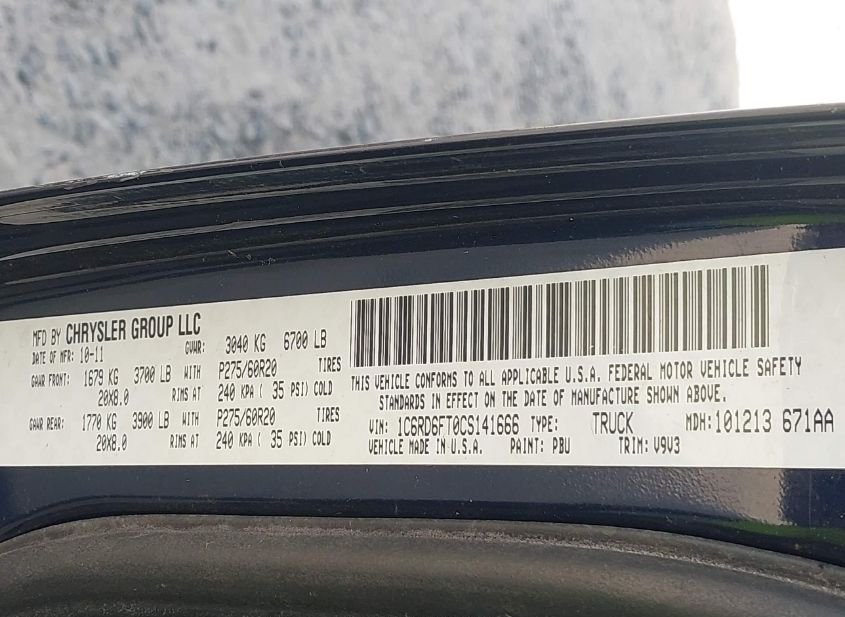 MFD BY CHRYSLER GROUP LLC
DATE OF MFR: 10-11 GVWR: 3040 KG 6700 LB
GAWR FRONT: 1679 KG 3700 LB WITH P275/60R20 TIRES
20X8.0 RIMS AT 240 KPA ( 35 PSI) COLD
GAWR REAR: 1770 KG 3900 LB WITH P275/60R20 TIRES
20X8.0 RIMS AT 240 KPA ( 35 PSI) COLD
THIS VEHICLE CONFORMS TO ALL APPLICABLE U.S.A. FEDERAL MOTOR VEHICLE SAFETY
STANDARDS IN EFFECT ON THE DATE OF MANUFACTURE SHOWN ABOVE.
VIN: 1C6RD6FT0CS141666 TYPE: TRUCK MDH: 101213 671AA
VEHICLE MADE IN U.S.A. PAINT: PBU TRIM: V9V3